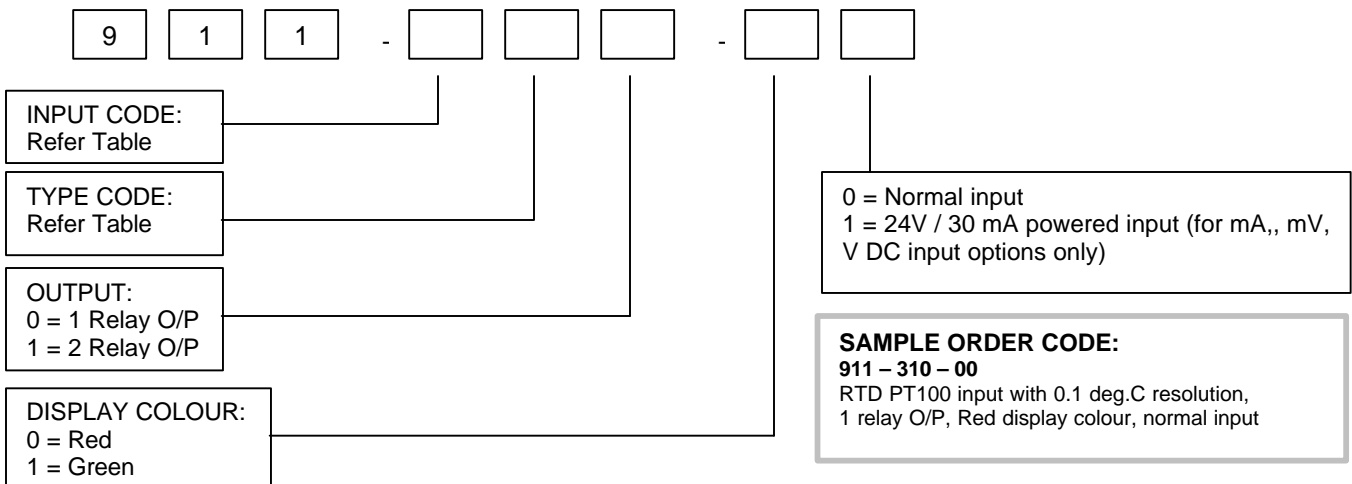 9 1 1 - -
INPUT CODE:
Refer Table
TYPE CODE:
Refer Table
OUTPUT:
0 = 1 Relay O/P
1 = 2 Relay O/P
DISPLAY COLOUR:
0 = Red
1 = Green
0 = Normal input
1 = 24V / 30 mA powered input (for mA,, mV,
V DC input options only)
SAMPLE ORDER CODE:
911 – 310 – 00
RTD PT100 input with 0.1 deg.C resolution,
1 relay O/P, Red display colour, normal input